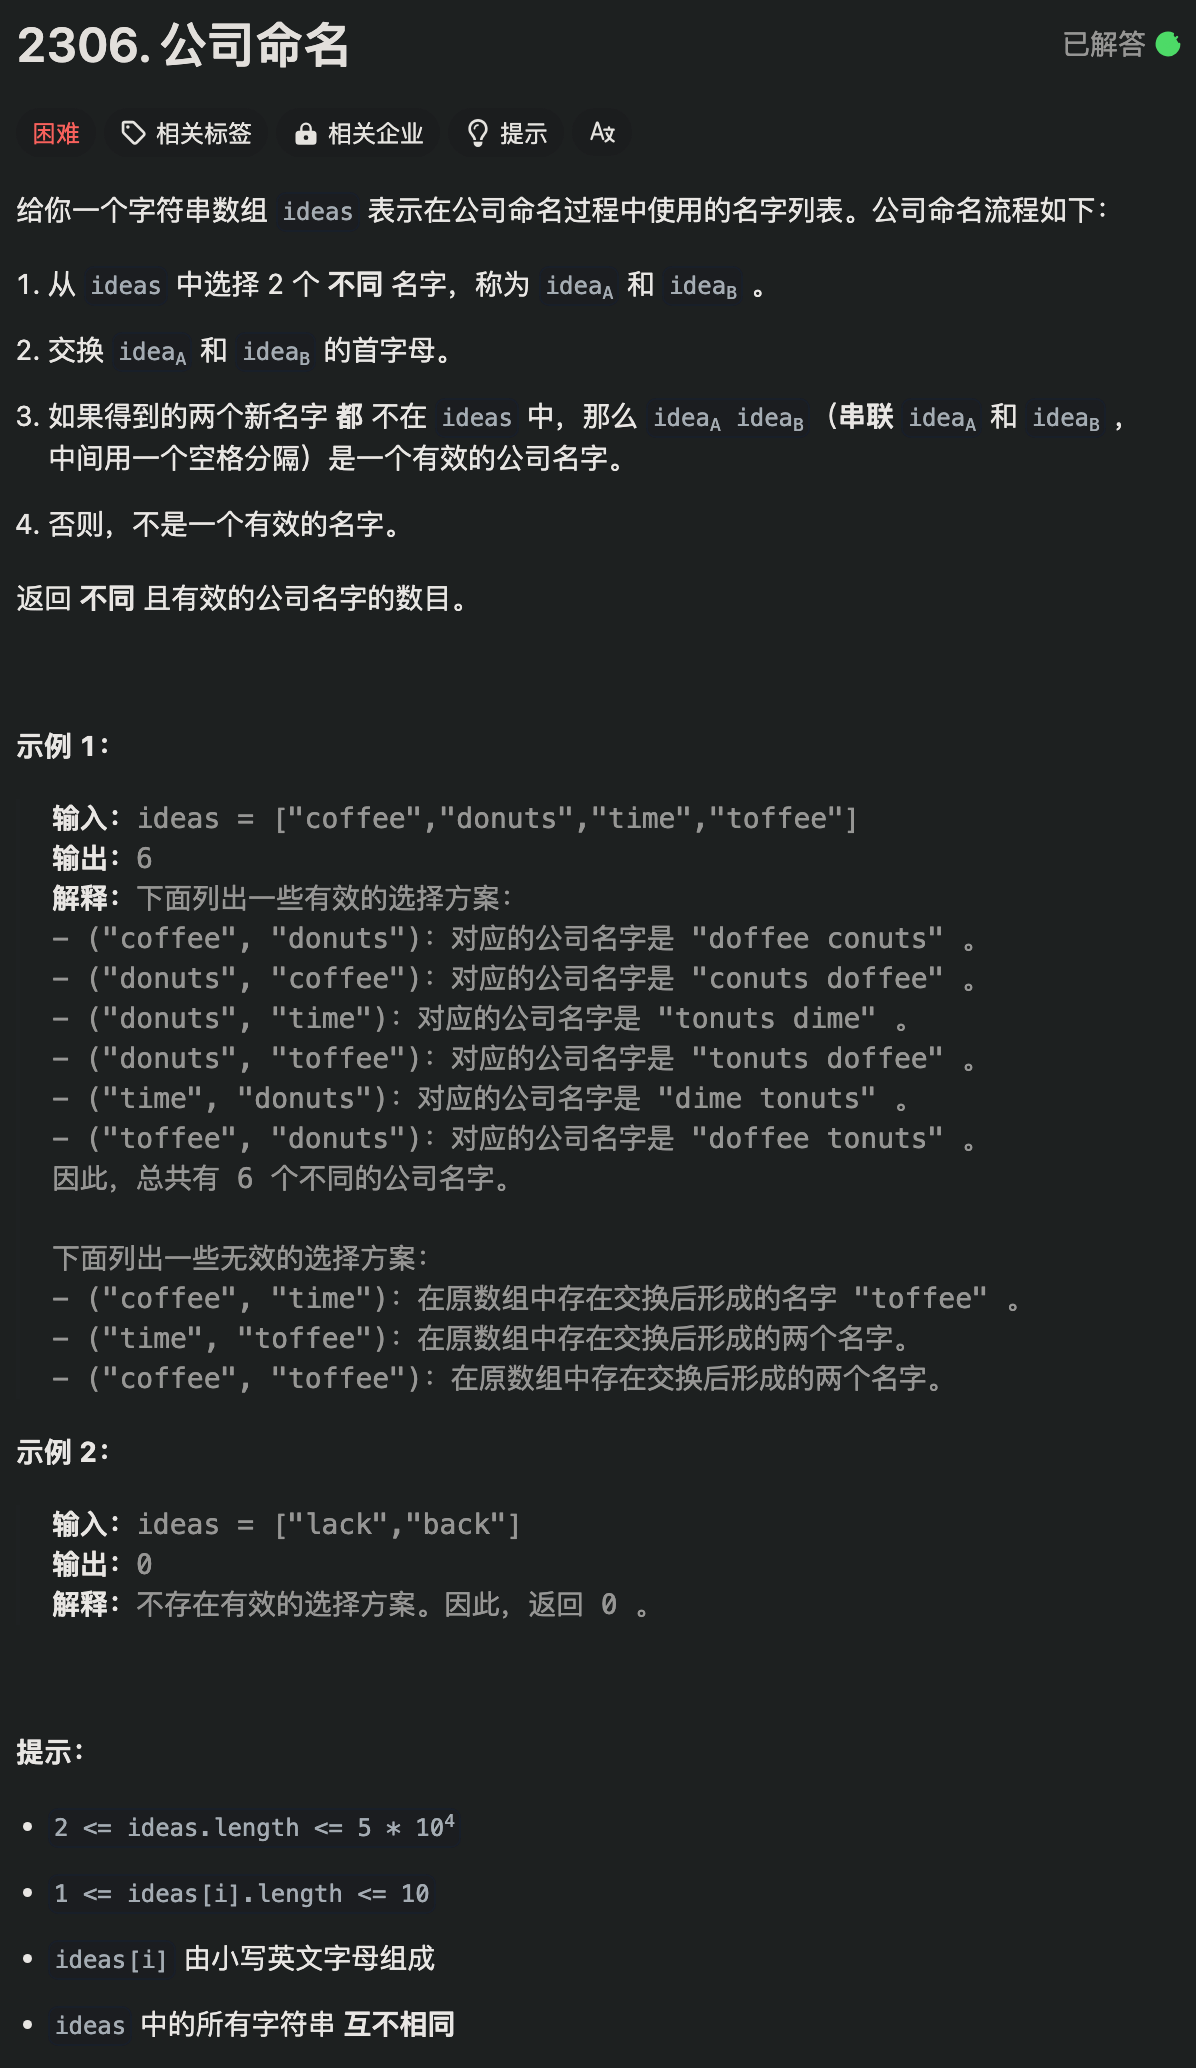 2306. 公司命名
已解答
困难 相关标签 相关企业 提示 A文
给你一个字符串数组 ideas 表示在公司命名过程中使用的名字列表。公司命名流程如下：
1. 从 ideas 中选择 2 个 不同 名字，称为 ideaA 和 ideaB 。
2. 交换 ideaA 和 ideaB 的首字母。
3. 如果得到的两个新名字 都 不在 ideas 中，那么 ideaA ideaB（串联 ideaA 和 ideaB ，
中间用一个空格分隔）是一个有效的公司名字。
4. 否则，不是一个有效的名字。
返回 不同 且有效的公司名字的数目。
示例 1：
输入：ideas = ["coffee","donuts","time","toffee"]
输出：6
解释：下面列出一些有效的选择方案：
- ("coffee", "donuts")：对应的公司名字是 "doffee conuts" 。
- ("donuts", "coffee")：对应的公司名字是 "conuts doffee" 。
- ("donuts", "time")：对应的公司名字是 "tonuts dime" 。
- ("donuts", "toffee")：对应的公司名字是 "tonuts doffee" 。
- ("time", "donuts")：对应的公司名字是 "dime tonuts" 。
- ("toffee", "donuts")：对应的公司名字是 "doffee tonuts" 。
因此，总共有 6 个不同的公司名字。
下面列出一些无效的选择方案：
- ("coffee", "time")：在原数组中存在交换后形成的名字 "toffee" 。
- ("time", "toffee")：在原数组中存在交换后形成的两个名字。
- ("coffee", "toffee")：在原数组中存在交换后形成的两个名字。
示例 2：
输入：ideas = ["lack","back"]
输出：0
解释：不存在有效的选择方案。因此，返回 0 。
提示：
• 2 <= ideas.length <= 5 * 10⁴
• 1 <= ideas[i].length <= 10
• ideas[i] 由小写英文字母组成
• ideas 中的所有字符串 互不相同